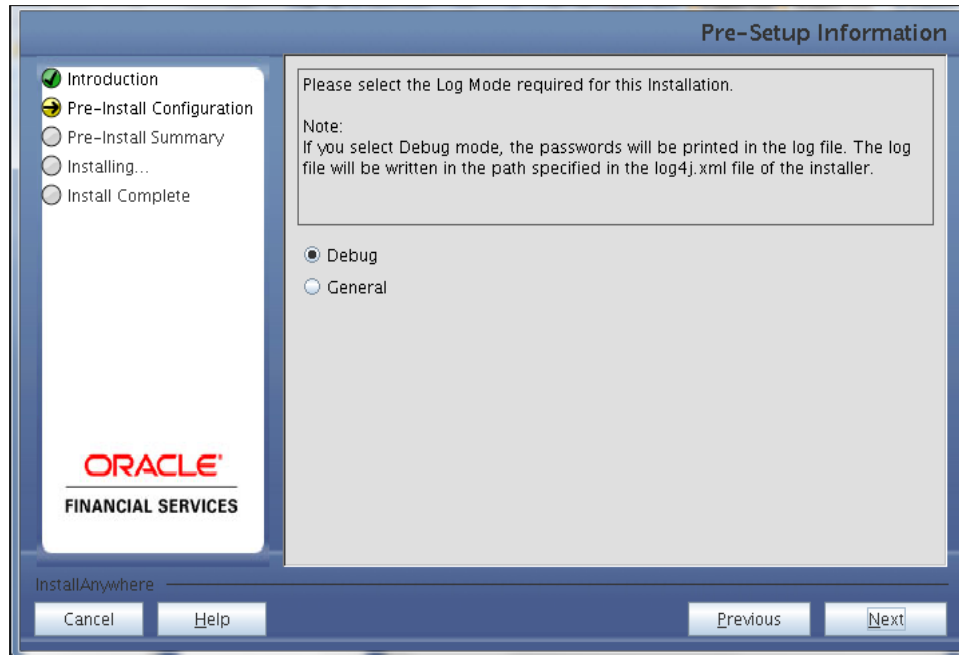 Pre-Setup Information
Introduction
Pre-Install Configuration
Pre-Install Summary
Installing...
Install Complete
ORACLE'
FINANCIAL SERVICES
Please select the Log Mode required for this Installation.
Note:
If you select Debug mode, the passwords will be printed in the log file. The log
file will be written in the path specified in the log4j.xml file of the installer.
Debug
General
InstallAnywhere
Cancel
Help
Previous
Next